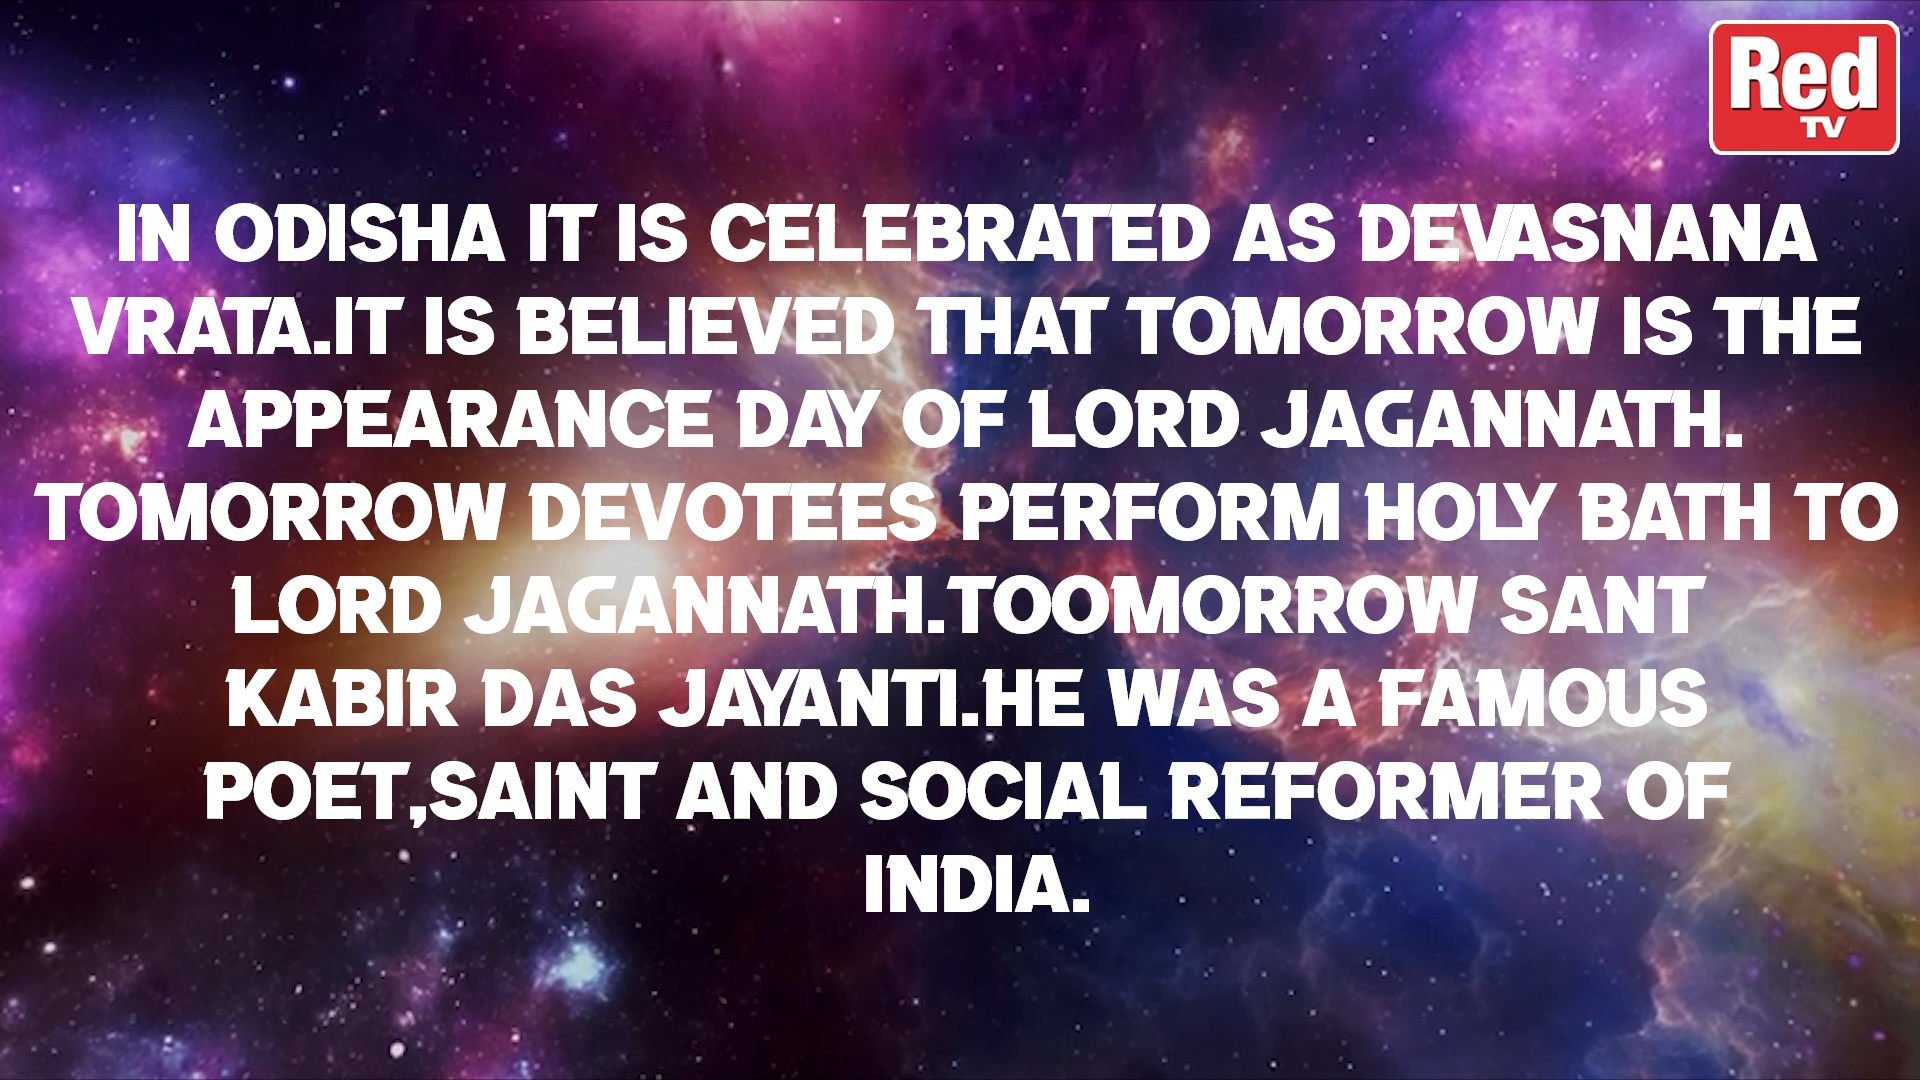 Red
TV
IN ODISHA IT IS CELEBRATED AS DEVASNANA
VRATA.IT IS BELIEVED THAT TOMORROW IS THE
APPEARANCE DAY OF LORD JAGANNATH.
TOMORROW DEVOTEES PERFORM HOLY BATH TO
LORD JAGANNATH.TOOMORROW SANT
KABIR DAS JAYANTI.HE WAS A FAMOUS
POET,SAINT AND SOCIAL REFORMER OF
INDIA.